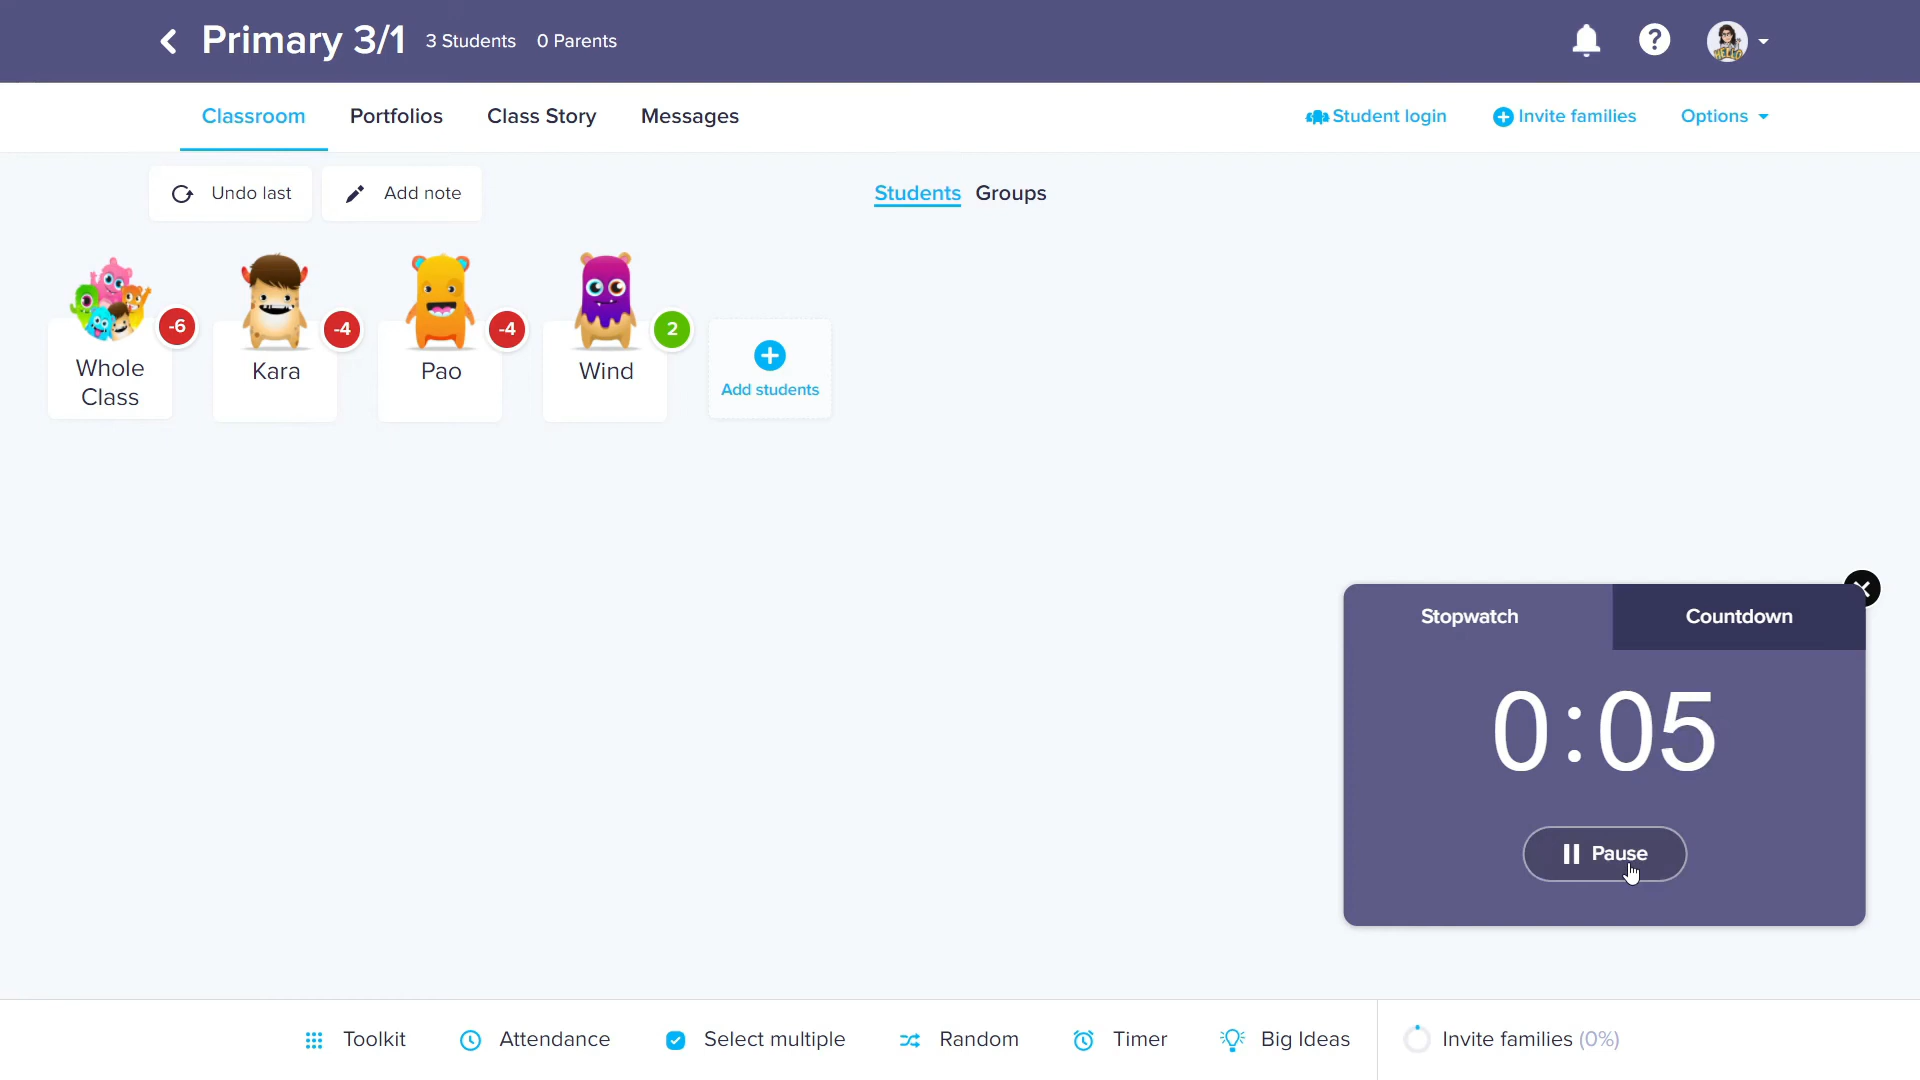 Primary 3/1 3 Students 0 Parents
Classroom Portfolios Class Story Messages Student login Invite families Options
Undo last Add note Students Groups
-6 -4 -4 2
Whole Class
Kara
Pao
Wind
Add students
Stopwatch Countdown
0:05
Pause
Toolkit Attendance Select multiple Random Timer Big Ideas Invite families (0%)